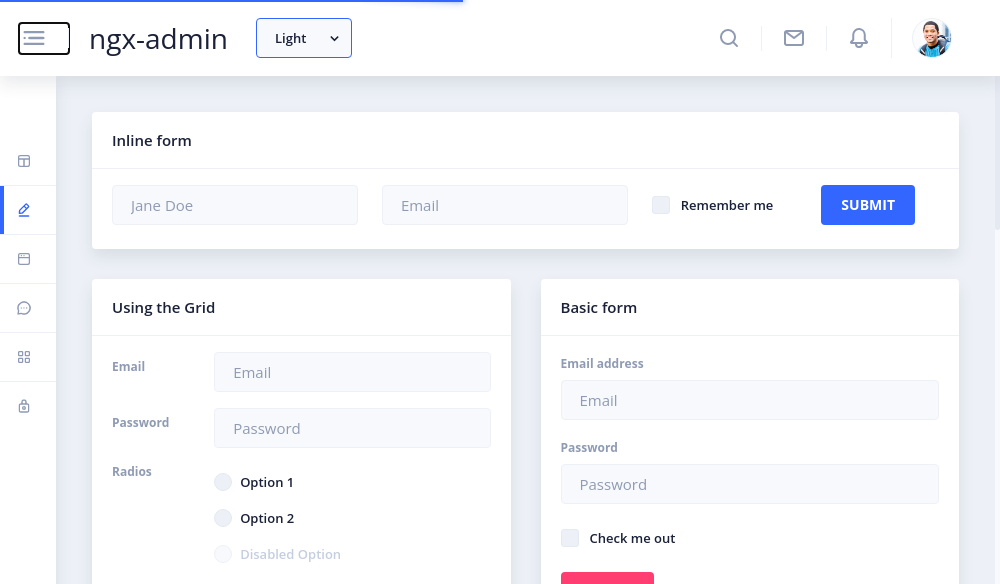 ngx-admin
Light
Inline form
Jane Doe
Email
Remember me
SUBMIT
Using the Grid
Email
Email
Password
Password
Radios
Option 1
Option 2
Disabled Option
Basic form
Email address
Email
Password
Password
Check me out